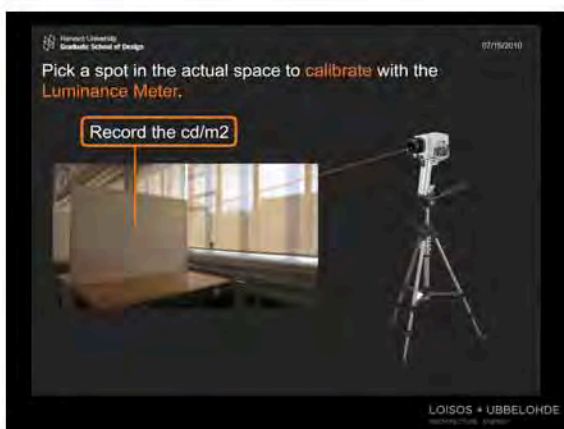 Harvard University
Graduate School of Design
07/15/2010
Pick a spot in the actual space to calibrate with the
Luminance Meter.
Record the cd/m2
LOISOS + UBBELOHDE
ARCHITECTURE ENERGY